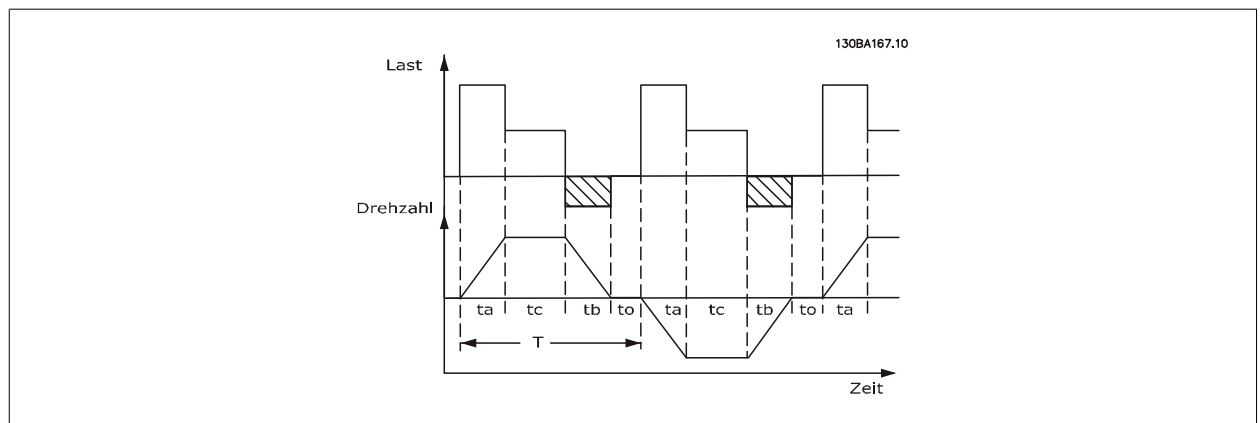 130BA167.10
Last
Drehzahl
ta tc tb to ta tc tb to ta
T
Zeit